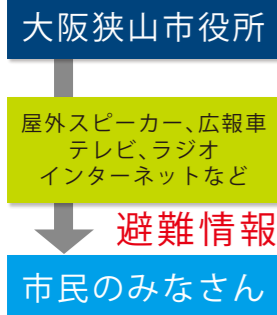 大阪狭山市役所
屋外スピーカー、広報車
テレビ、ラジオ
インターネットなど
避難情報
市民のみなさん